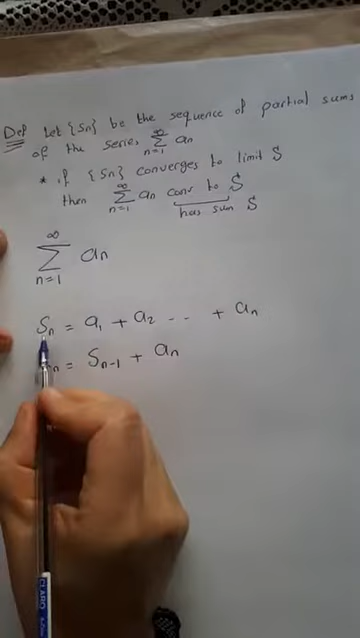 Def Let {Sn} be the sequence of partial sums
of the series ∞∑n=1 an
* if {Sn} converges to limit S
then ∞∑n=1 an conv to S
has sum S
∞∑n=1 an
Sn = a1 + a2 -- + an
n = Sn-1 + an
CLARO